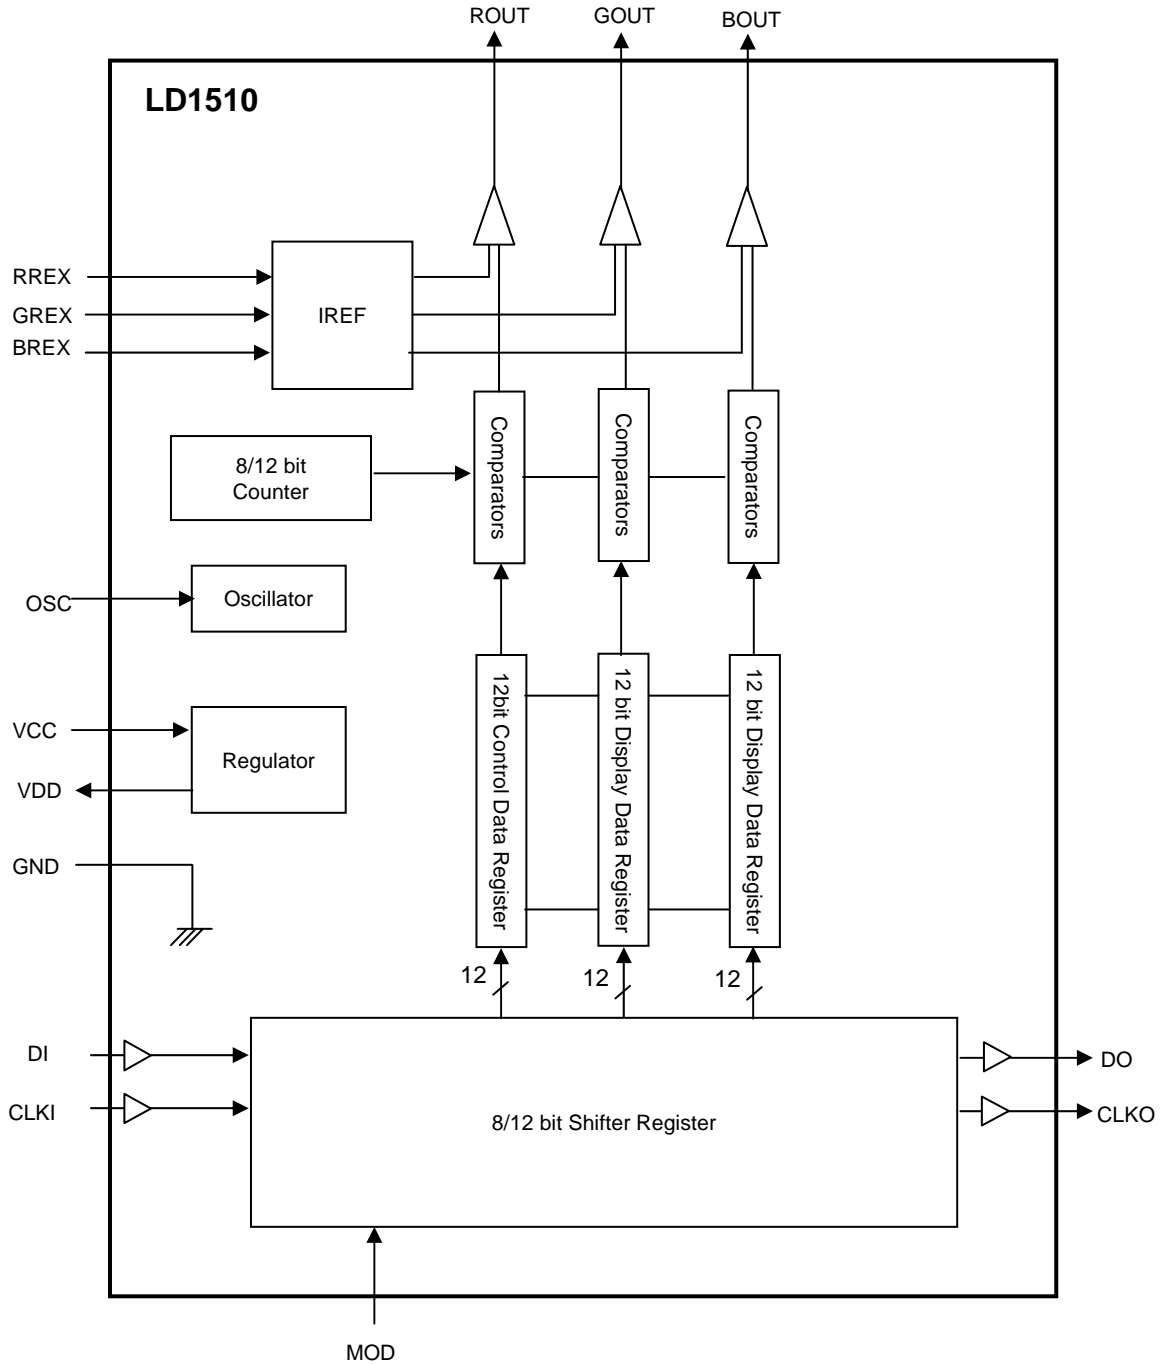 ROUT GOUT BOUT
LD1510
RREX
GREX
BREX
IREF
8/12 bit
Counter
Comparators
Comparators
Comparators
OSC
Oscillator
VCC
VDD
Regulator
GND
12bit Control Data Register
12 bit Display Data Register
12 bit Display Data Register
12
12
12
DI
CLKI
8/12 bit Shifter Register
DO
CLKO
MOD